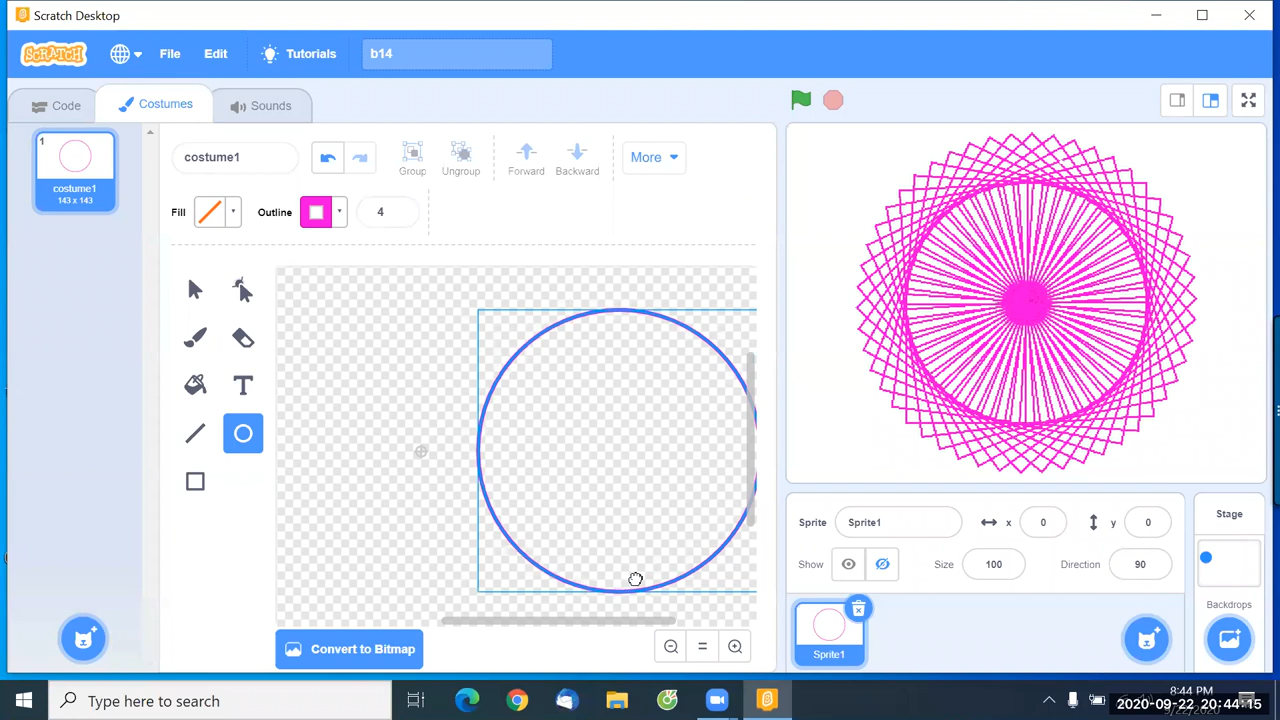 Scratch Desktop
SCRATCH
File
Edit
Tutorials
b14
Code
Costumes
Sounds
1
costume1
143 x 143
costume1
Group
Ungroup
Forward
Backward
More
Fill
Outline
4
Convert to Bitmap
Sprite
Sprite1
x
0
y
0
Show
Size
100
Direction
90
Sprite1
Stage
Backdrops
Type here to search
8:44 PM
2020-09-22 20:44:15